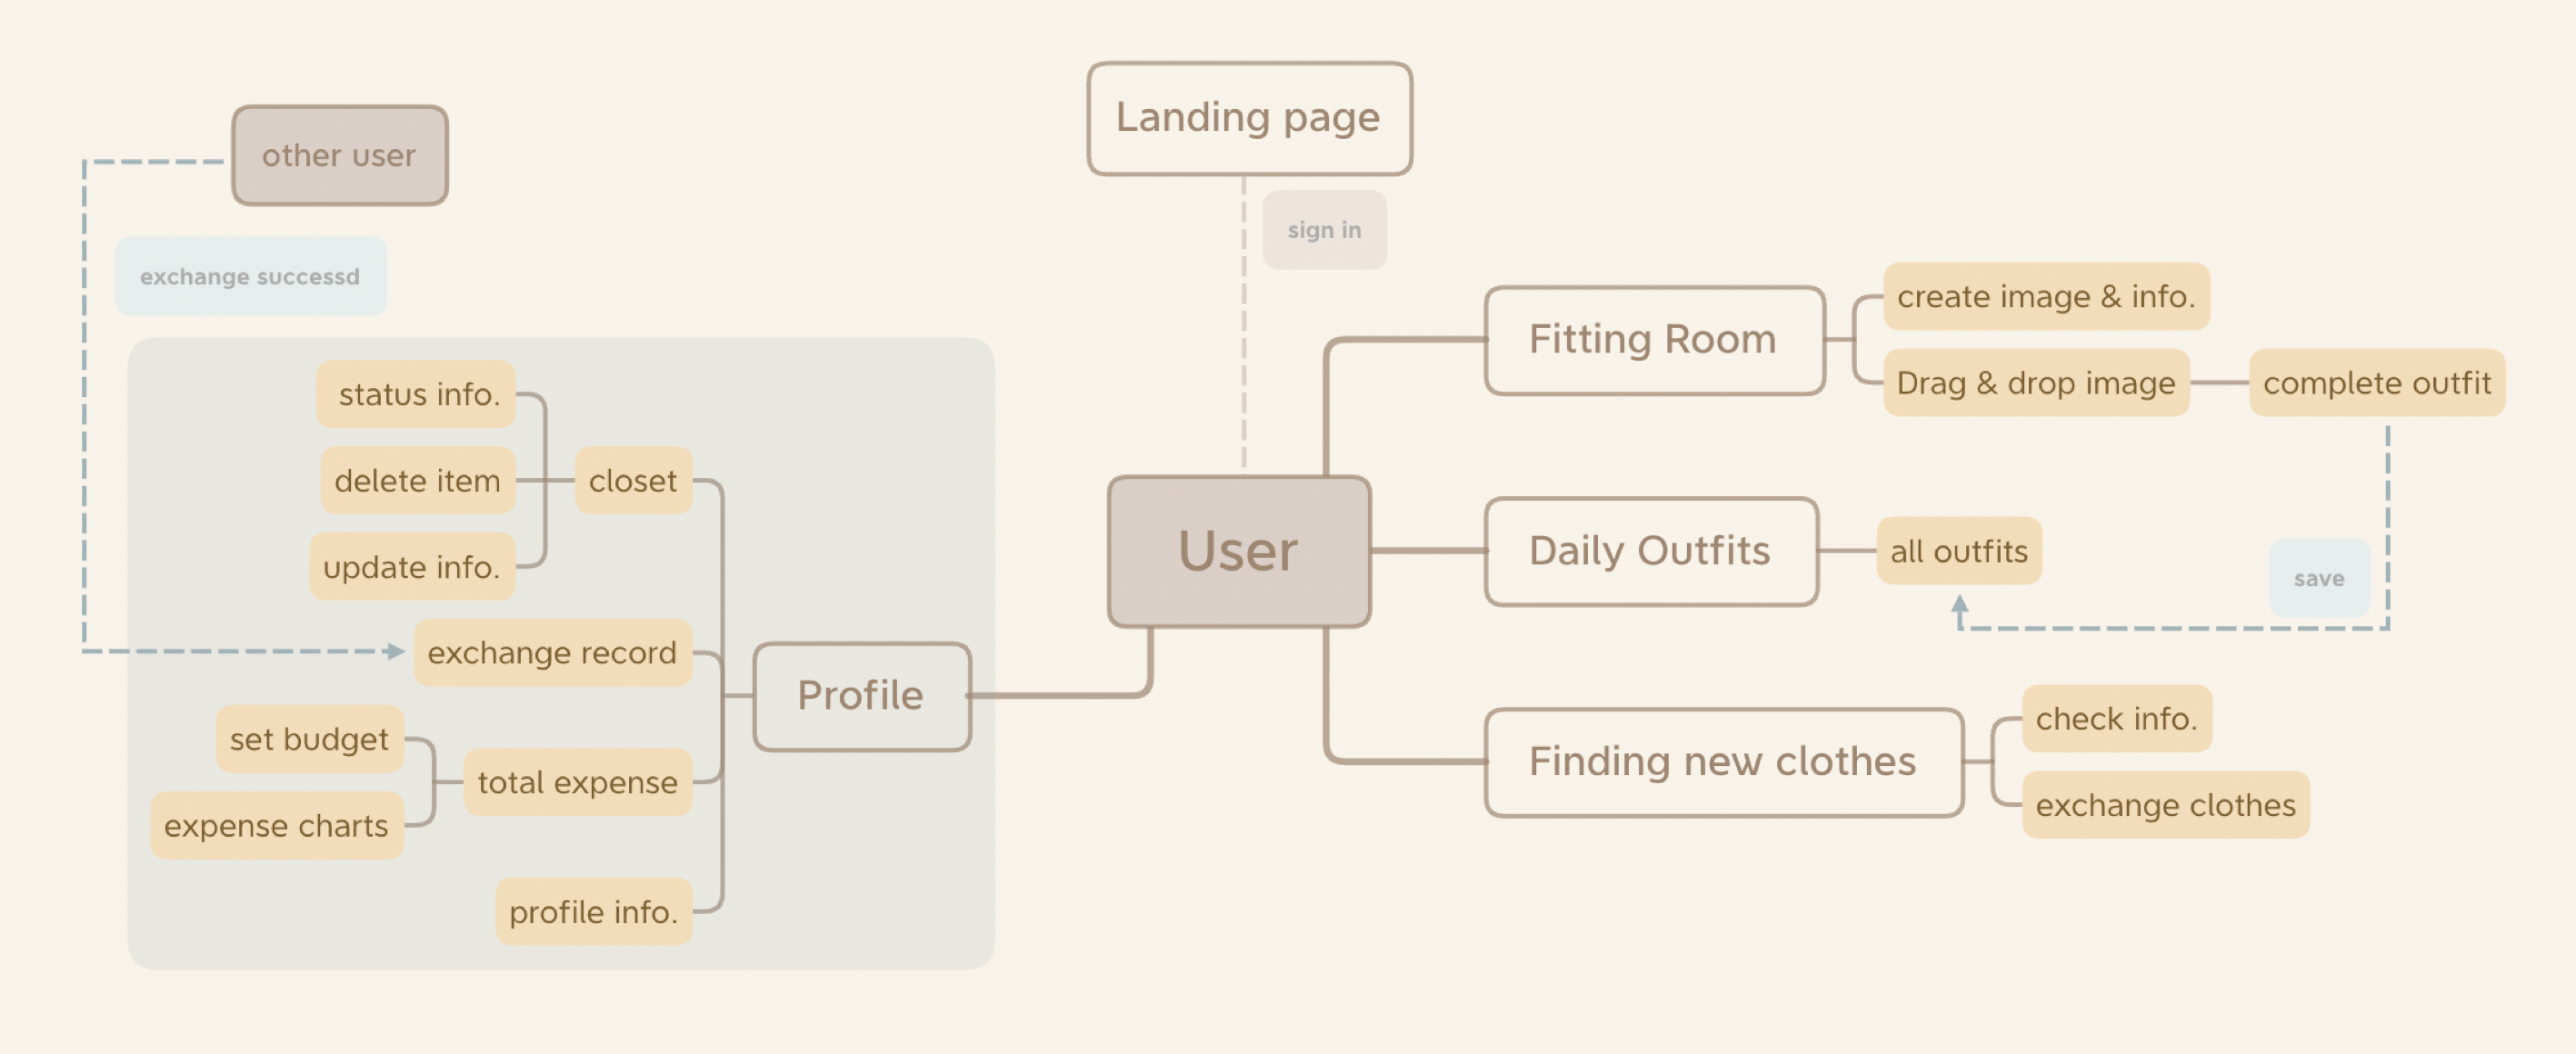 Landing page
sign in
other user
exchange successd
status info.
delete item
update info.
closet
exchange record
set budget
expense charts
total expense
profile info.
Profile
User
Fitting Room
create image & info.
Drag & drop image
complete outfit
Daily Outfits
all outfits
save
Finding new clothes
check info.
exchange clothes